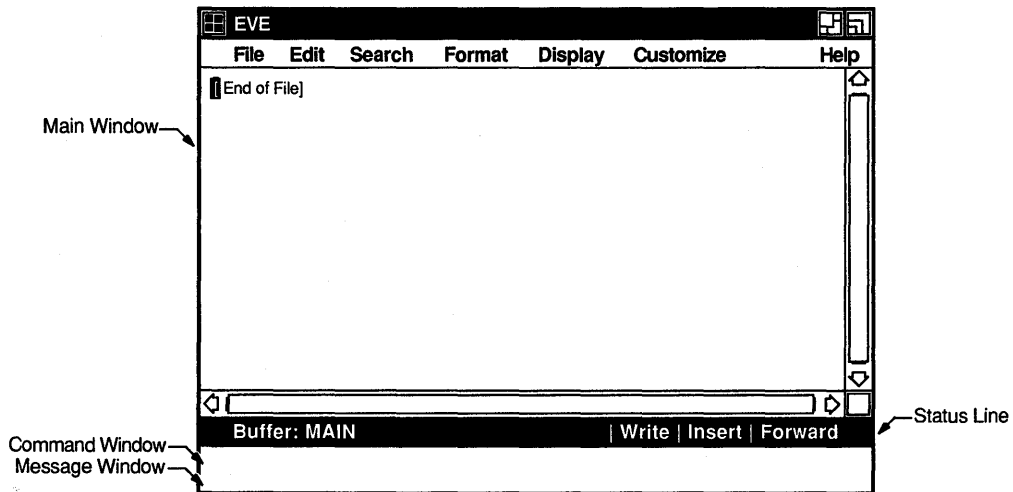 EVE
File Edit Search Format Display Customize Help
[End of File]
Main Window
Buffer: MAIN | Write | Insert | Forward
Status Line
Command Window
Message Window